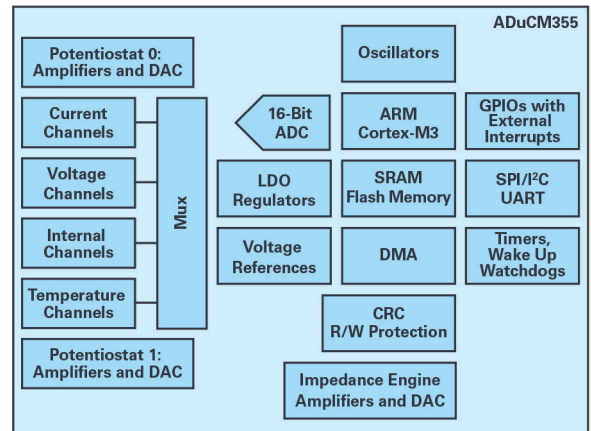 ADuCM355
Potentiostat 0:
Amplifiers and DAC
Oscillators
Current
Channels
16-Bit
ADC
ARM
Cortex-M3
GPIOs with
External
Interrupts
Voltage
Channels
Mux
LDO
Regulators
SRAM
Flash Memory
SPI/I²C
UART
Internal
Channels
Voltage
References
DMA
Timers,
Wake Up
Watchdogs
Temperature
Channels
CRC
R/W Protection
Potentiostat 1:
Amplifiers and DAC
Impedance Engine
Amplifiers and DAC